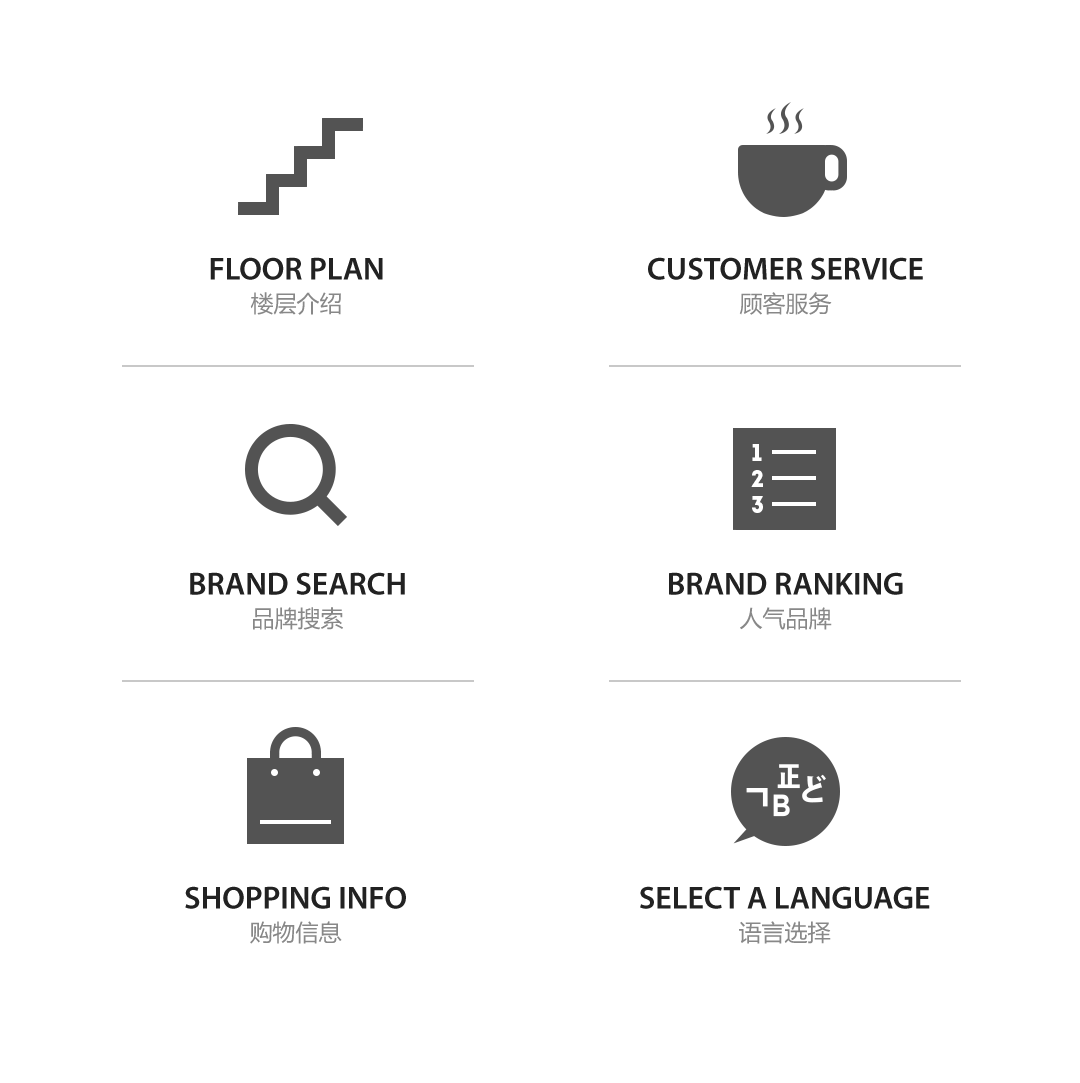 FLOOR PLAN
楼层介绍
CUSTOMER SERVICE
顾客服务
BRAND SEARCH
品牌搜索
1
2
3
BRAND RANKING
人气品牌
SHOPPING INFO
购物信息
ㄱ正Bど
SELECT A LANGUAGE
语言选择